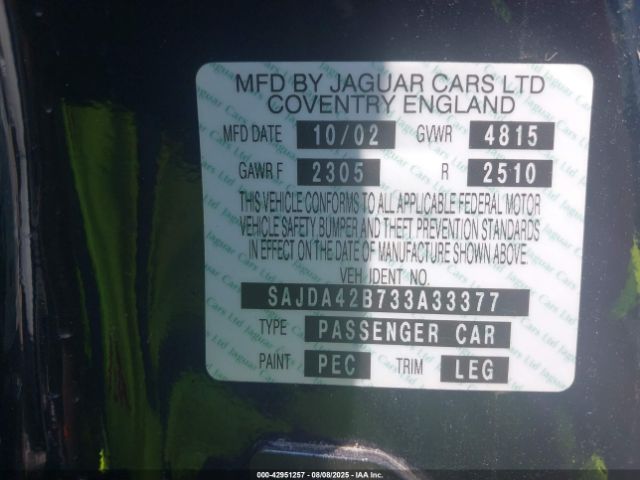 MFD BY JAGUAR CARS LTD
COVENTRY ENGLAND
MFD DATE 10/02 GVWR 4815
GAWR F 2305 R 2510
THIS VEHICLE CONFORMS TO ALL APPLICABLE FEDERAL MOTOR
VEHICLE SAFETY BUMPER AND THEFT PREVENTION STANDARDS
IN EFFECT ON THE DATE OF MANUFACTURE SHOWN ABOVE
VEH IDENT NO.
SAJDA42B733A33377
TYPE PASSENGER CAR
PAINT PEC TRIM LEG
000-42951257 - 08/08/2025 - IAAI, Inc.